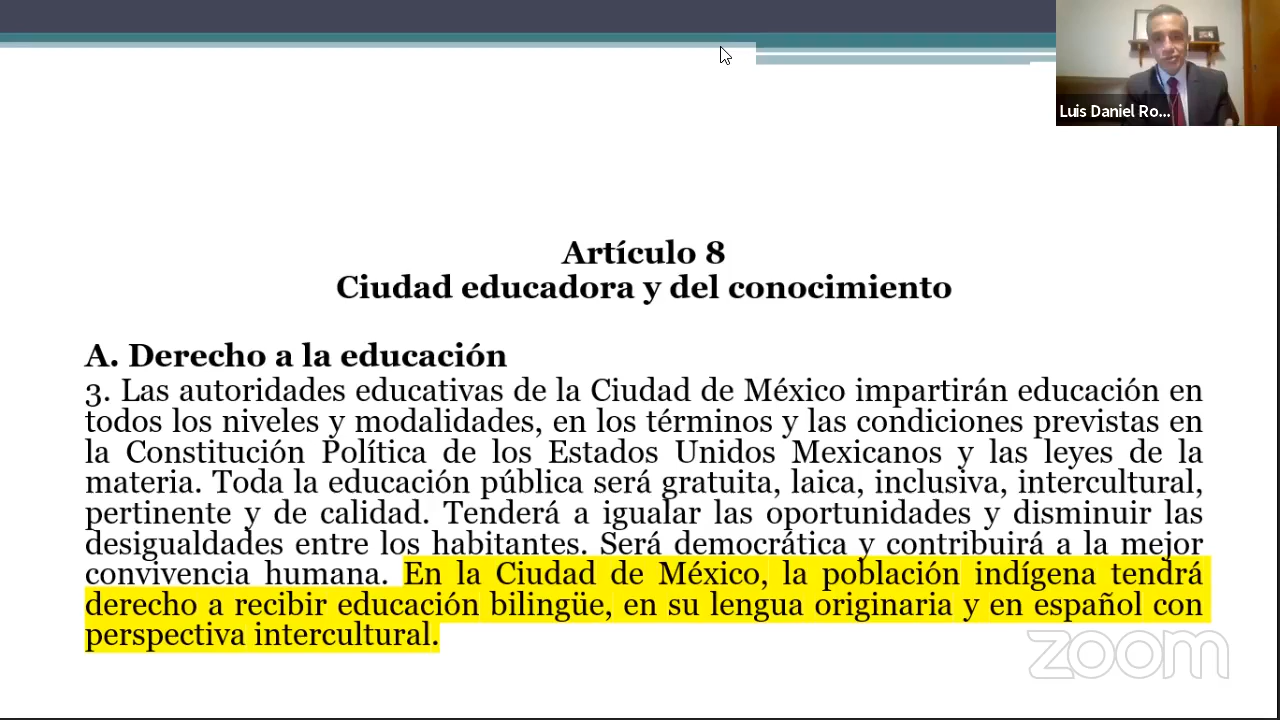 Luis Daniel Ro...
Artículo 8
Ciudad educadora y del conocimiento
A. Derecho a la educación
3. Las autoridades educativas de la Ciudad de México impartirán educación en
todos los niveles y modalidades, en los términos y las condiciones previstas en
la Constitución Política de los Estados Unidos Mexicanos y las leyes de la
materia. Toda la educación pública será gratuita, laica, inclusiva, intercultural,
pertinente y de calidad. Tenderá a igualar las oportunidades y disminuir las
desigualdades entre los habitantes. Será democrática y contribuirá a la mejor
convivencia humana. En la Ciudad de México, la población indígena tendrá
derecho a recibir educación bilingüe, en su lengua originaria y en español con
perspectiva intercultural.
zoom